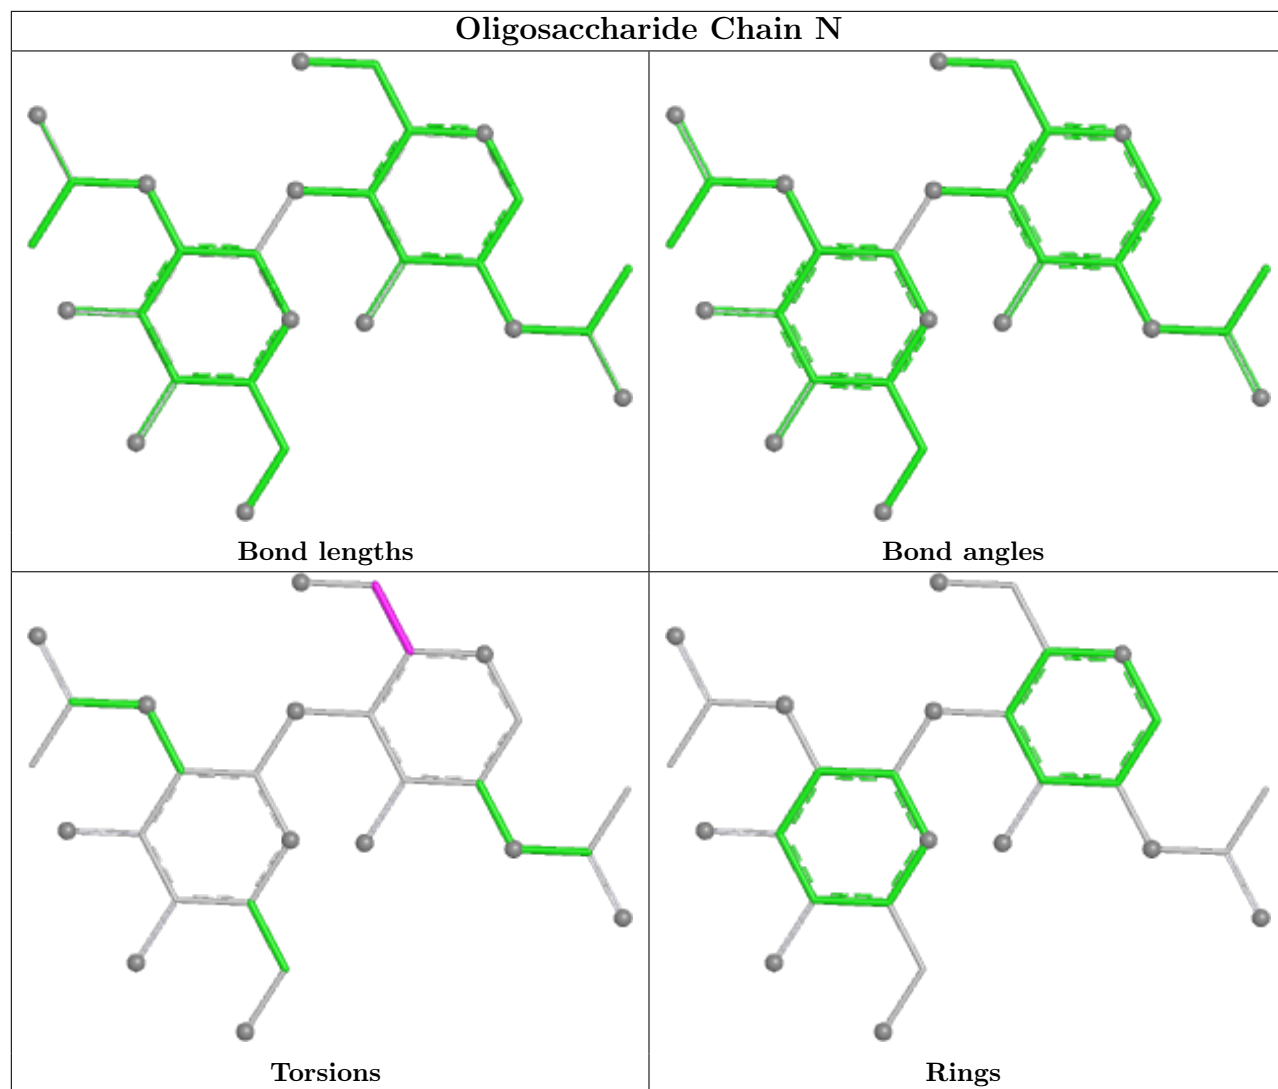 Oligosaccharide Chain N
Bond lengths
Bond angles
Torsions
Rings